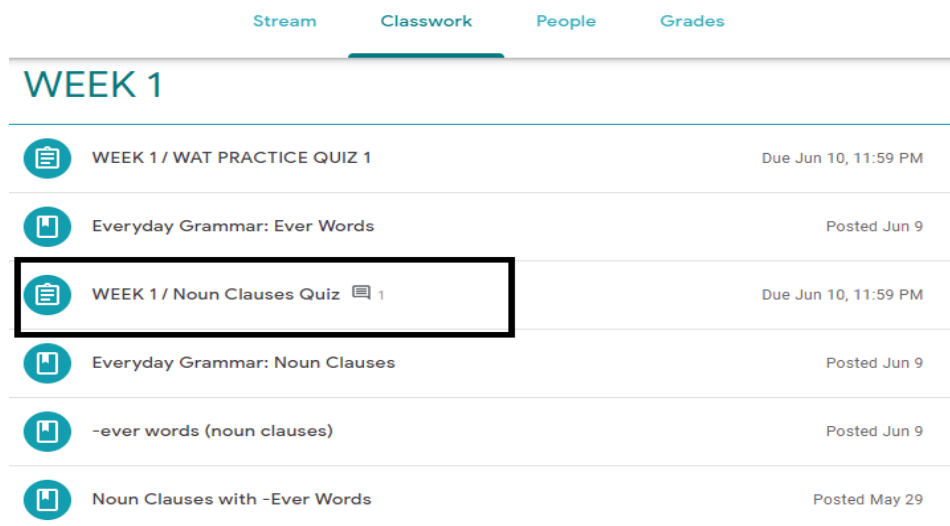 Stream Classwork People Grades
WEEK 1
WEEK 1 / WAT PRACTICE QUIZ 1 Due Jun 10, 11:59 PM
Everyday Grammar: Ever Words Posted Jun 9
WEEK 1 / Noun Clauses Quiz 1 Due Jun 10, 11:59 PM
Everyday Grammar: Noun Clauses Posted Jun 9
-ever words (noun clauses) Posted Jun 9
Noun Clauses with -Ever Words Posted May 29